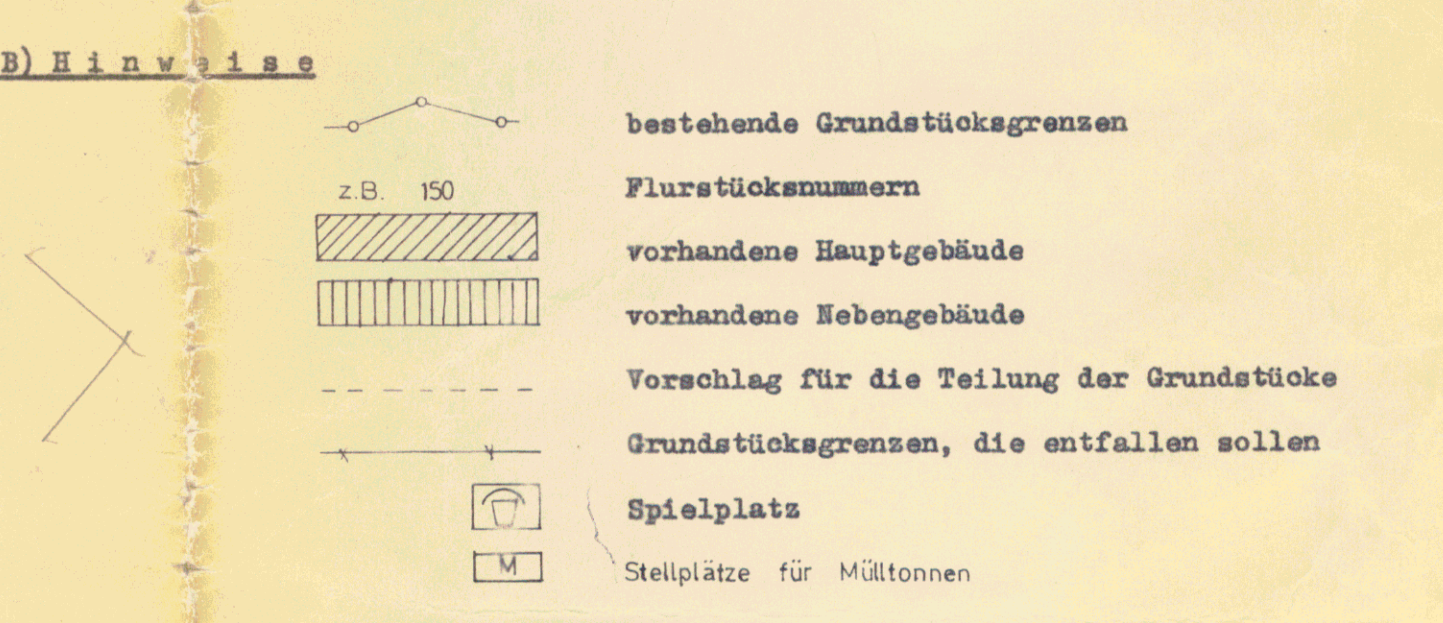 B) Hinweise
bestehende Grundstücksgrenzen
z.B. 150 Flurstücksnummern
vorhandene Hauptgebäude
vorhandene Nebengebäude
Vorschlag für die Teilung der Grundstücke
Grundstücksgrenzen, die entfallen sollen
Spielplatz
M Stellplätze für Mülltonnen